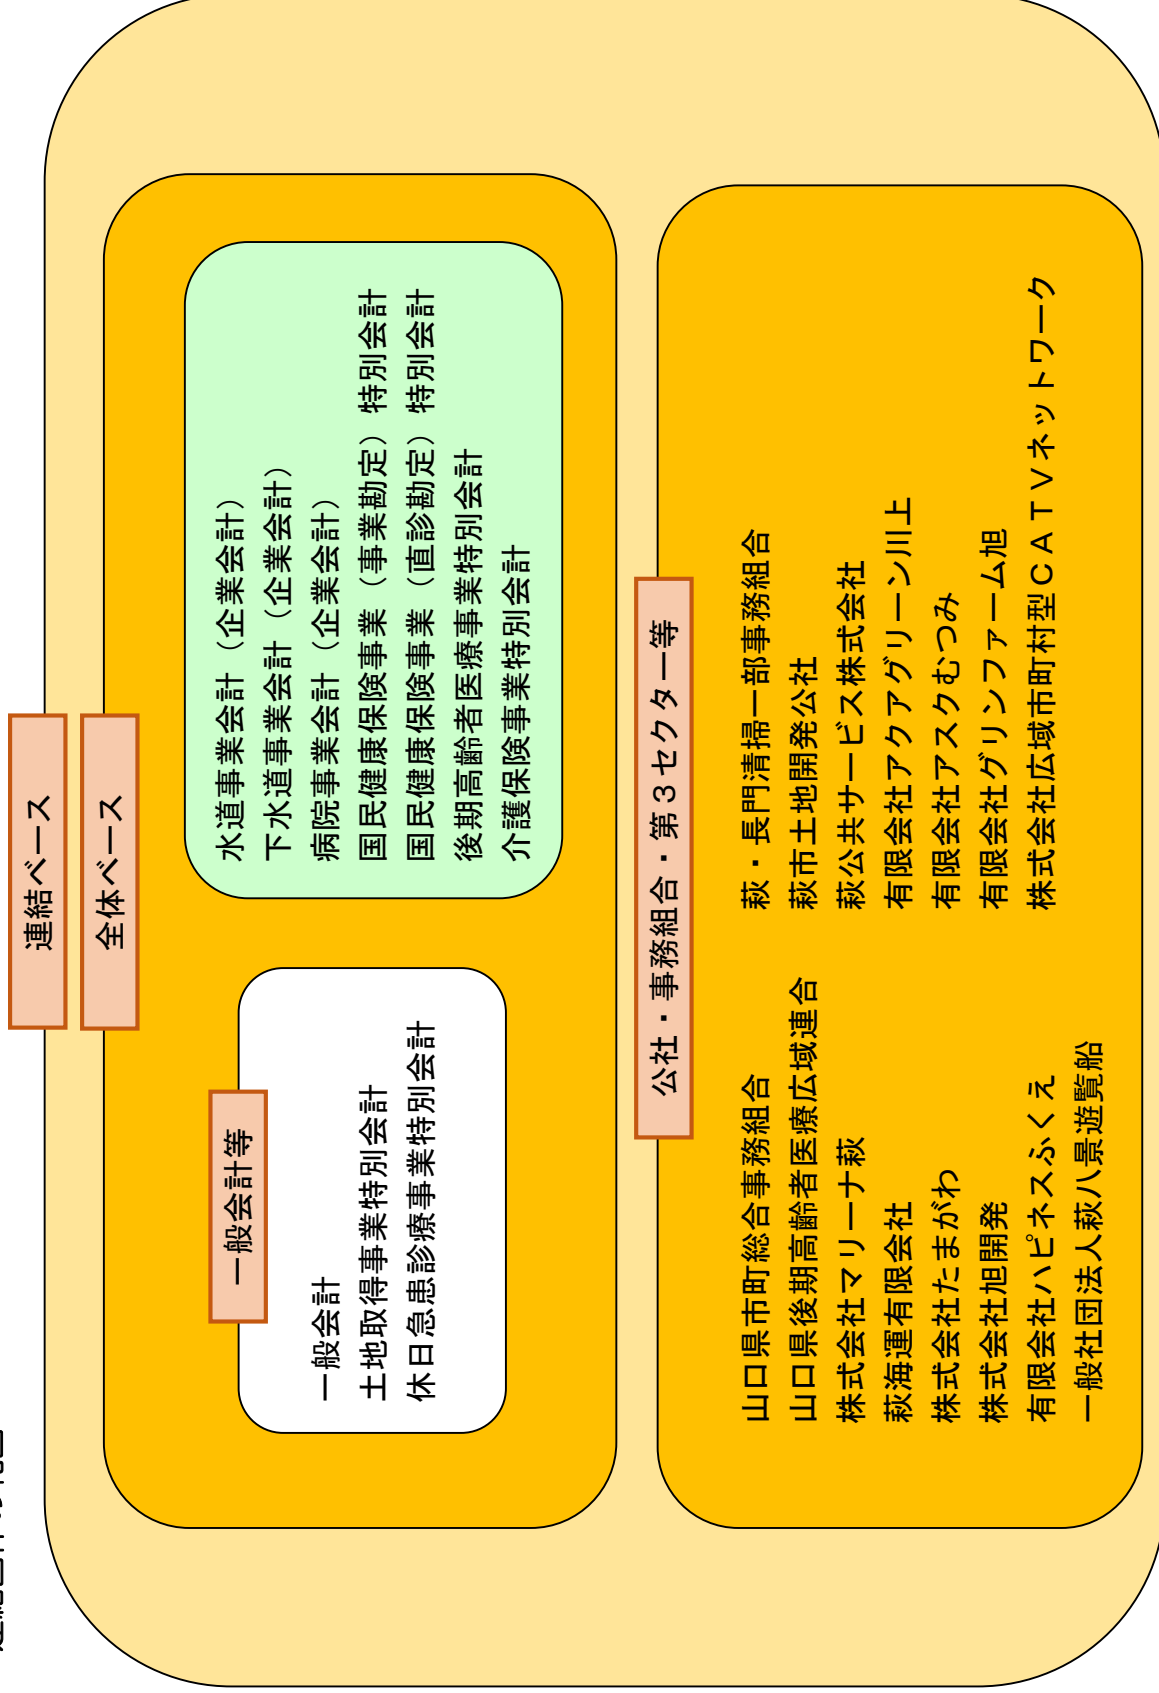 連結ベース
全体ベース
一般会計等
一般会計
土地取得事業特別会計
休日急患診療事業特別会計
水道事業会計（企業会計）
下水道事業会計（企業会計）
病院事業会計（企業会計）
国民健康保険事業（事業勘定）特別会計
国民健康保険事業（直診勘定）特別会計
後期高齢者医療事業特別会計
介護保険事業特別会計
公社・事務組合・第３セクター等
山口県市町総合事務組合
山口県後期高齢者医療広域連合
株式会社マリーナ萩
萩海運有限会社
株式会社たまがわ
株式会社旭開発
有限会社ハピネスふくえ
一般社団法人萩八景遊覧船
萩・長門清掃一部事務組合
萩市土地開発公社
萩公共サービス株式会社
有限会社アクアグリーン川上
有限会社アスクむつみ
有限会社グリンファーム旭
株式会社広域市町村型ＣＡＴＶネットワーク